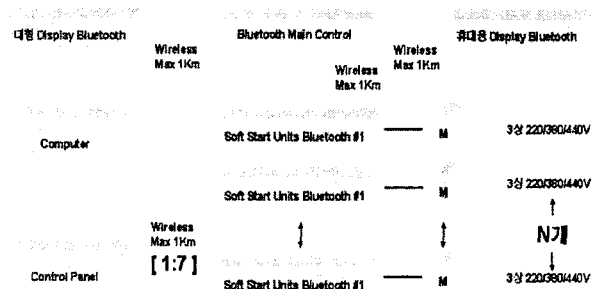 대형 Display Bluetooth
Bluetooth Main Control
휴대용 Display Bluetooth
Wireless
Max 1Km
Wireless
Max 1Km
Wireless
Max 1Km
Computer
Soft Start Units Bluetooth #1
M
3상 220/380/440V
Soft Start Units Bluetooth #1
M
3상 220/380/440V
Wireless
Max 1Km
[ 1:7 ]
N개
Control Panel
Soft Start Units Bluetooth #1
M
3상 220/380/440V